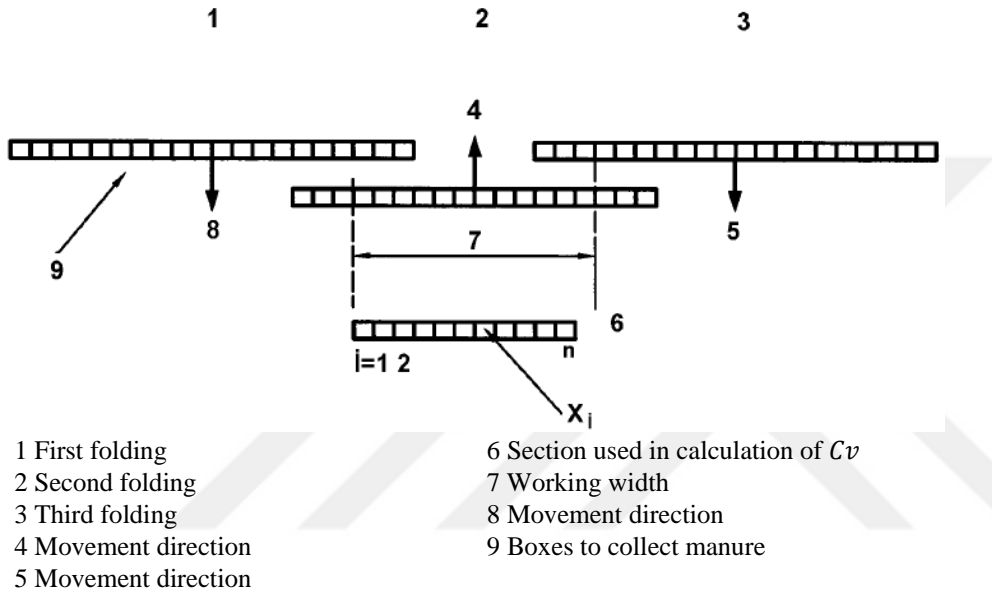 1 2 3
4
8 7 5
9
6
i=1 2 n
X i
1 First folding
2 Second folding
3 Third folding
4 Movement direction
5 Movement direction
6 Section used in calculation of Cv
7 Working width
8 Movement direction
9 Boxes to collect manure